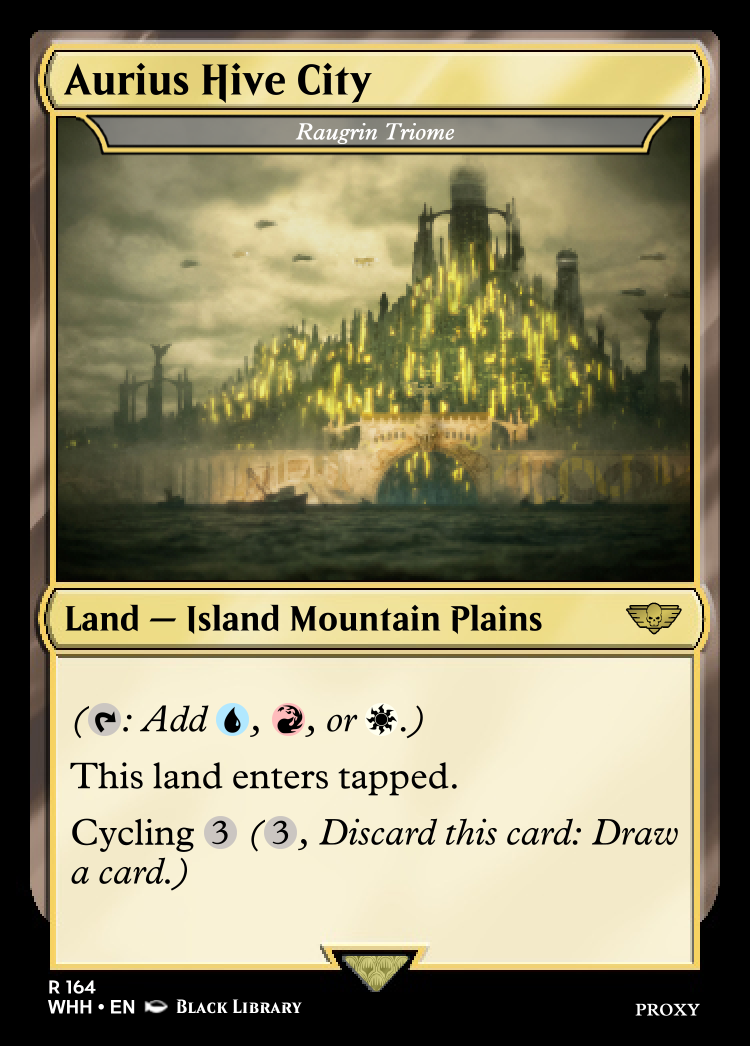 Aurius Hive City
Raugrin Triome
Land — Island Mountain Plains
(: Add , , or .)
This land enters tapped.
Cycling 3 (3, Discard this card: Draw
a card.)
R 164
WHH • EN BLACK LIBRARY
PROXY